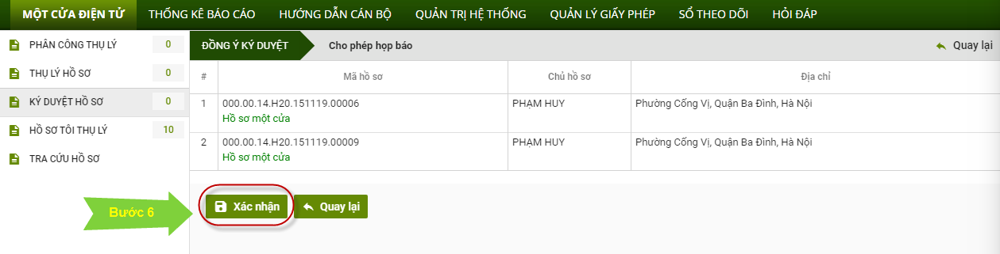 MỘT CỬA ĐIỆN TỬ THỐNG KÊ BÁO CÁO HƯỚNG DẪN CÁN BỘ QUẢN TRỊ HỆ THỐNG QUẢN LÝ GIẤY PHÉP SỔ THEO DÕI HỎI ĐÁP
PHÂN CÔNG THỤ LÝ 0
THỤ LÝ HỒ SƠ 0
KÝ DUYỆT HỒ SƠ 0
HỒ SƠ TÔI THỤ LÝ 10
TRA CỨU HỒ SƠ
ĐỒNG Ý KÝ DUYỆT Cho phép họp báo Quay lại
# Mã hồ sơ Chủ hồ sơ Địa chỉ
1 000.00.14.H20.151119.00006 PHẠM HUY Phường Cống Vị, Quận Ba Đình, Hà Nội
Hồ sơ một cửa
2 000.00.14.H20.151119.00009 PHẠM HUY Phường Cống Vị, Quận Ba Đình, Hà Nội
Hồ sơ một cửa
Bước 6 Xác nhận Quay lại